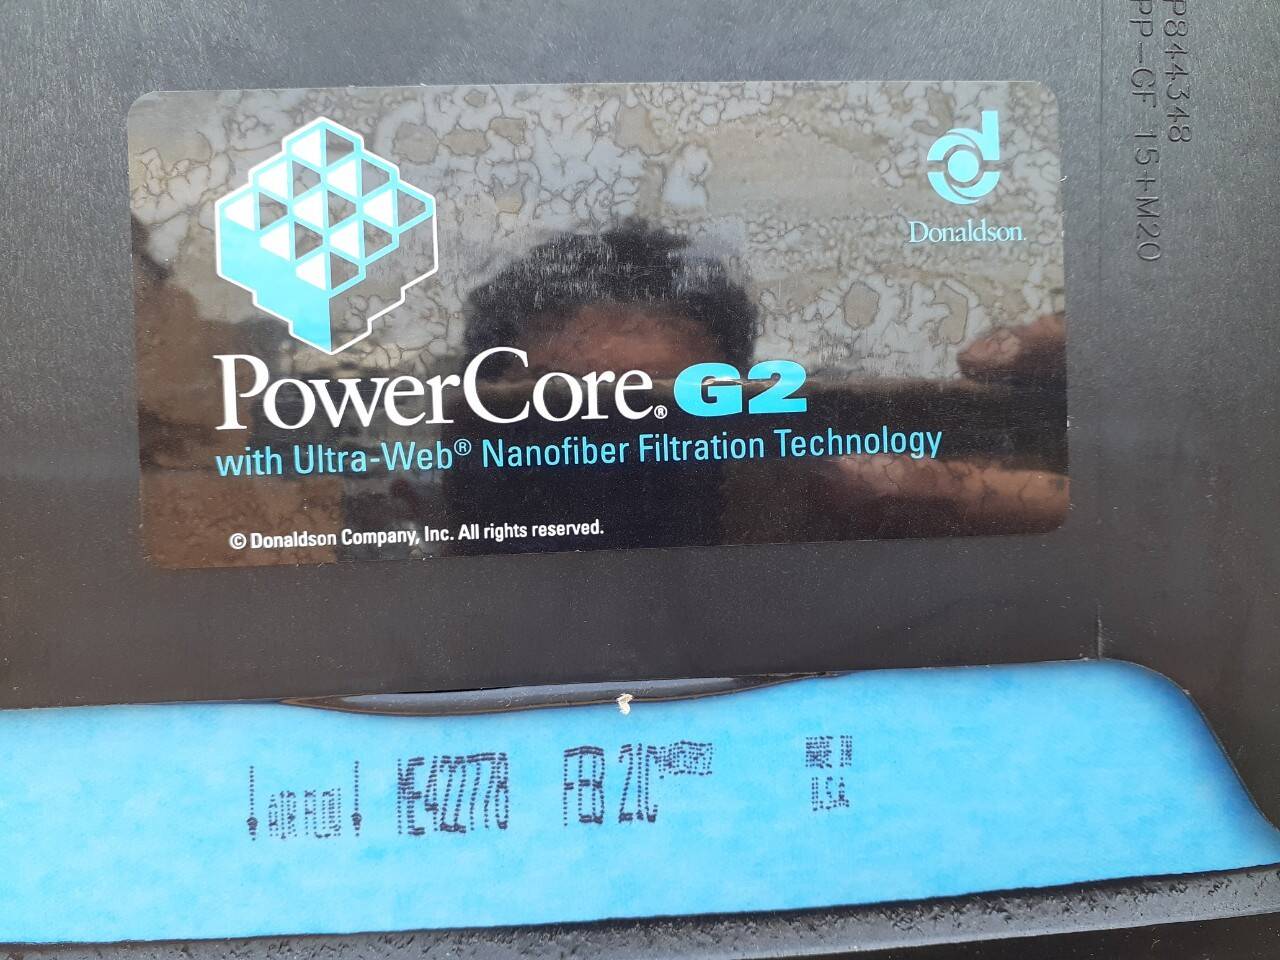 P844348
PP-GF 15+M20
Donaldson.
PowerCore® G2
with Ultra-Web® Nanofiber Filtration Technology
© Donaldson Company, Inc. All rights reserved.
AIR FLOW
FEB 21C
MADE IN
U.S.A.